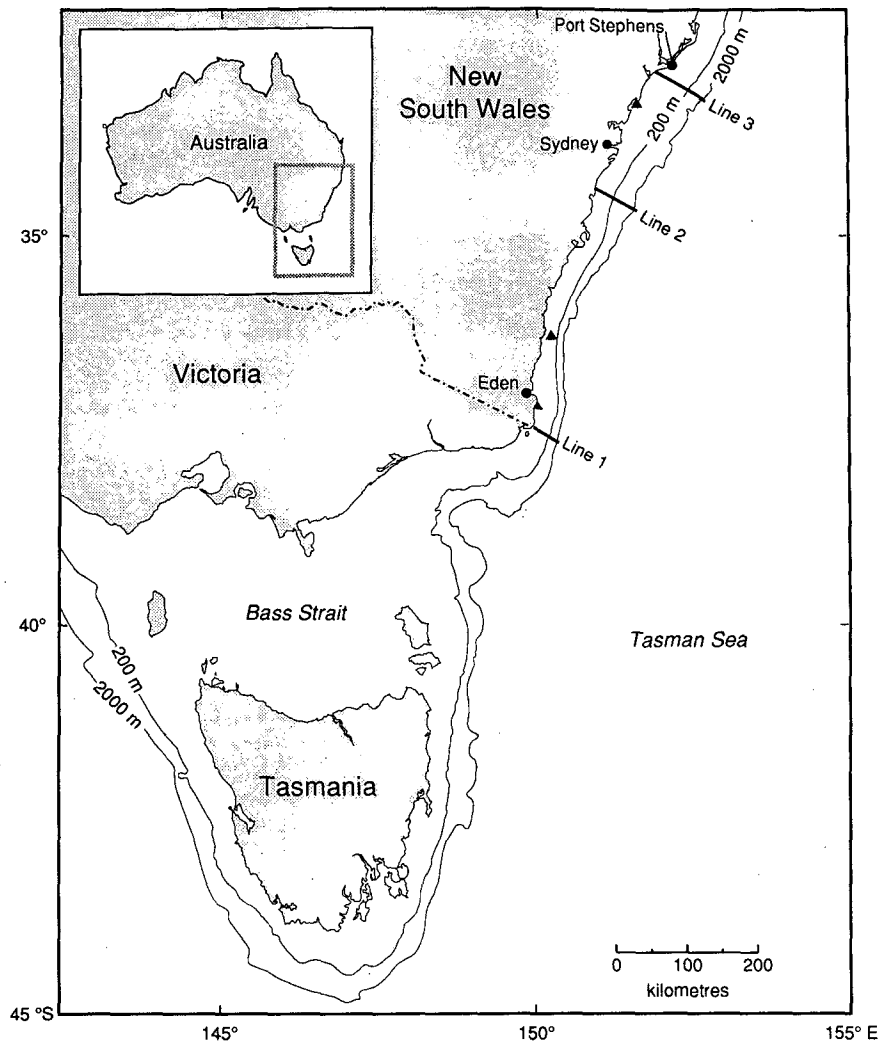 Port Stephens
2000 m
New
South Wales
200 m
Line 3
Australia
Sydney
Line 2
35°
Victoria
Eden
Line 1
Bass Strait
40°
Tasman Sea
200 m
2000 m
Tasmania
0 100 200
kilometres
45 °S
145° 150° 155° E